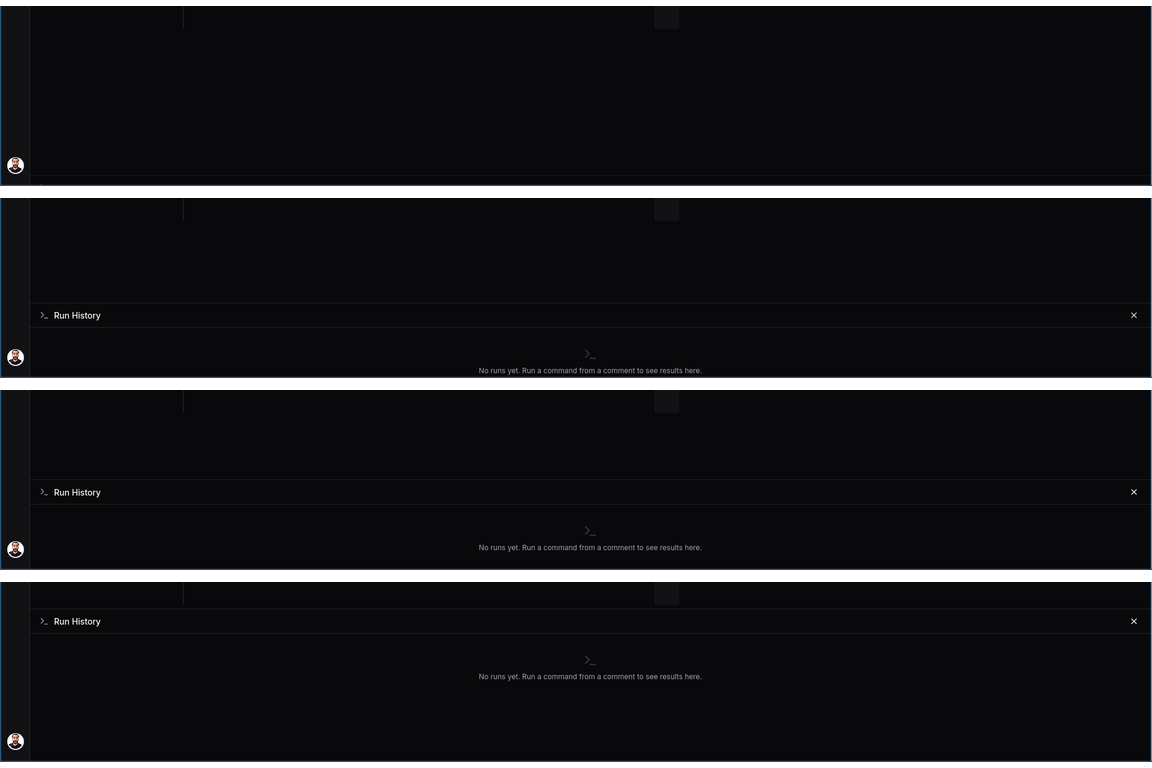 >_ Run History
>_
No runs yet. Run a command from a comment to see results here.
>_ Run History
>_
No runs yet. Run a command from a comment to see results here.
>_ Run History
>_
No runs yet. Run a command from a comment to see results here.